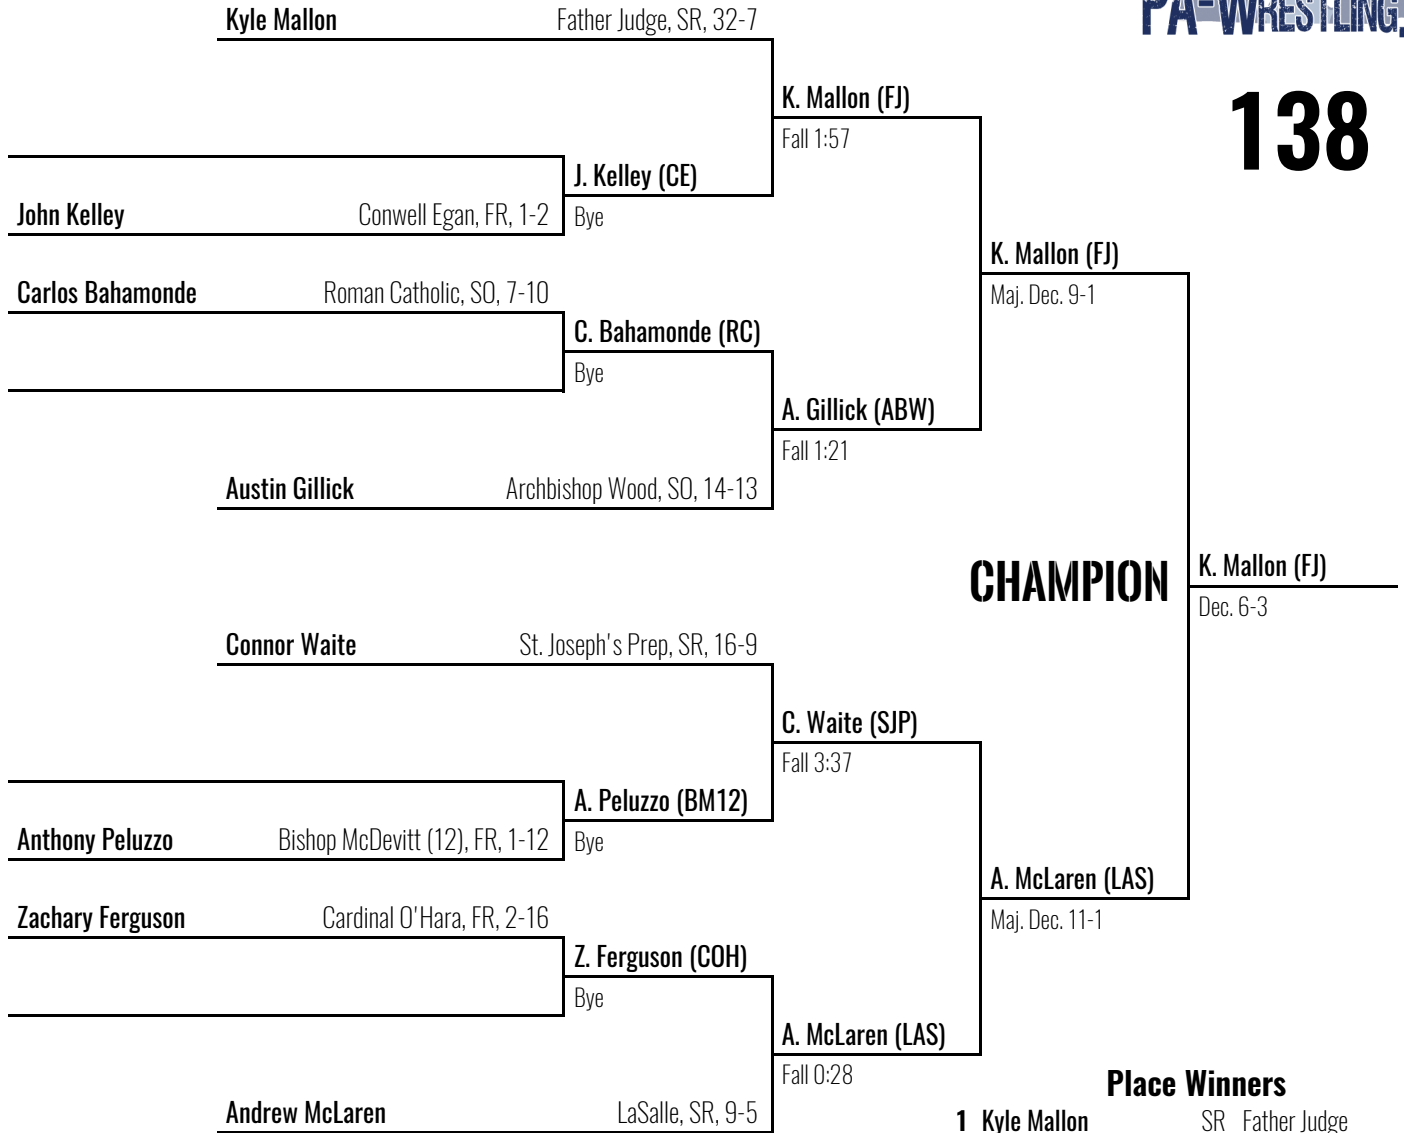 PA-WRESTLING.
138
Kyle Mallon Father Judge, SR, 32-7
K. Mallon (FJ)
Fall 1:57
J. Kelley (CE)
John Kelley Conwell Egan, FR, 1-2
Bye
K. Mallon (FJ)
Carlos Bahamonde Roman Catholic, SO, 7-10
Maj. Dec. 9-1
C. Bahamonde (RC)
Bye
A. Gillick (ABW)
Fall 1:21
Austin Gillick Archbishop Wood, SO, 14-13
CHAMPION
K. Mallon (FJ)
Dec. 6-3
Connor Waite St. Joseph's Prep, SR, 16-9
C. Waite (SJP)
Fall 3:37
A. Peluzzo (BM12)
Anthony Peluzzo Bishop McDevitt (12), FR, 1-12
Bye
A. McLaren (LAS)
Zachary Ferguson Cardinal O'Hara, FR, 2-16
Maj. Dec. 11-1
Z. Ferguson (COH)
Bye
A. McLaren (LAS)
Fall 0:28
Place Winners
Andrew McLaren LaSalle, SR, 9-5
1 Kyle Mallon SR Father Judge